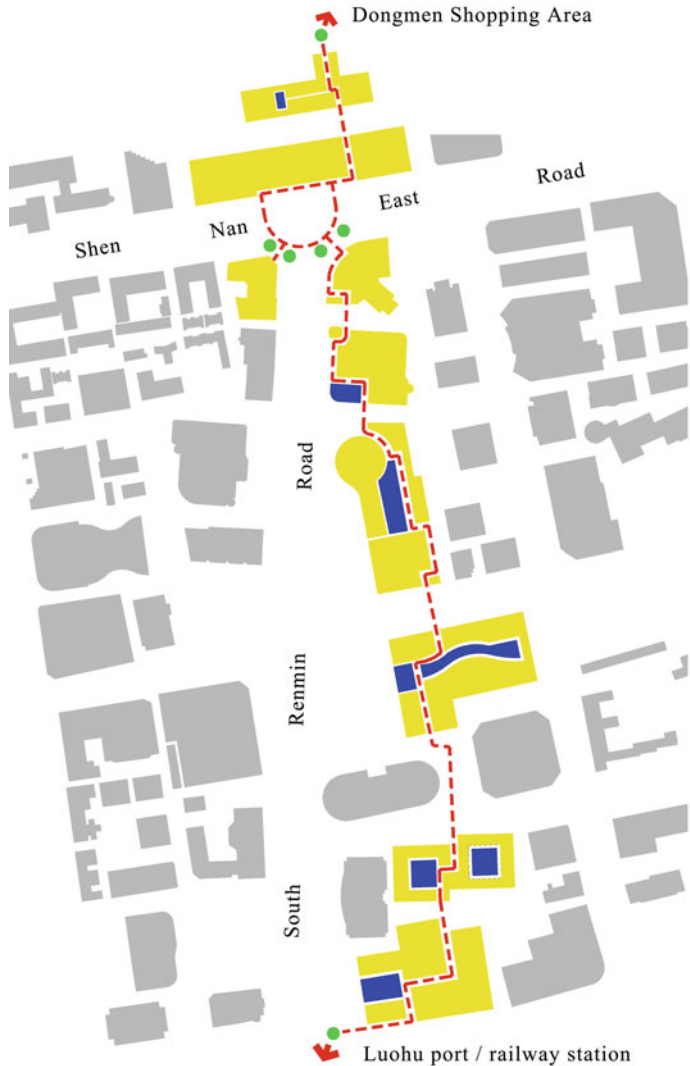 Dongmen Shopping Area
Shen Nan East Road
Road
Renmin
South
Luohu port / railway station